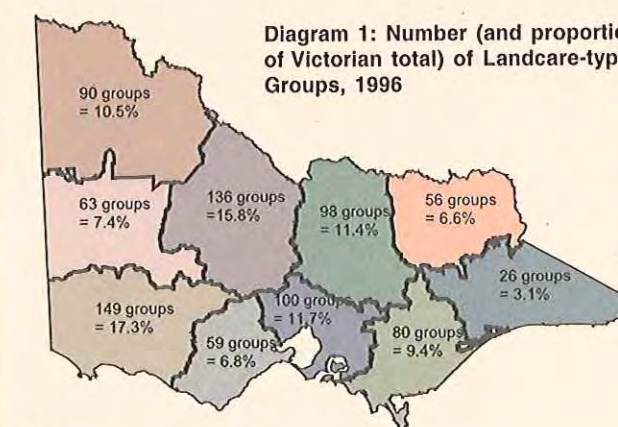 Diagram 1: Number (and proportio
of Victorian total) of Landcare-typ
Groups, 1996
90 groups
= 10.5%
63 groups
= 7.4%
136 groups
=15.8%
98 groups
= 11.4%
56 groups
= 6.6%
26 groups
= 3.1%
149 groups
= 17.3%
59 groups
= 6.8%
100 groups
= 11.7%
80 groups
= 9.4%